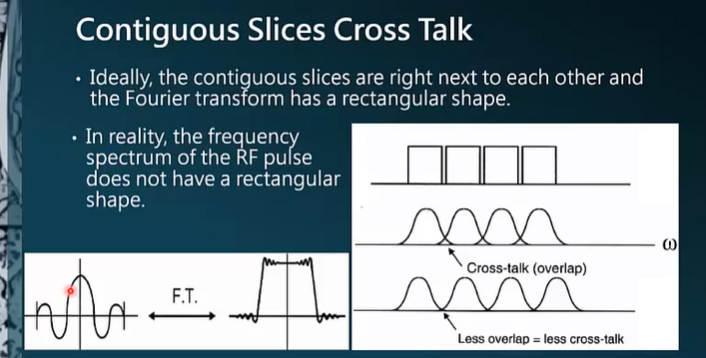 Contiguous Slices Cross Talk
• Ideally, the contiguous slices are right next to each other and
the Fourier transform has a rectangular shape.
• In reality, the frequency
spectrum of the RF pulse
does not have a rectangular
shape.
F.T.
ω
Cross-talk (overlap)
Less overlap = less cross-talk